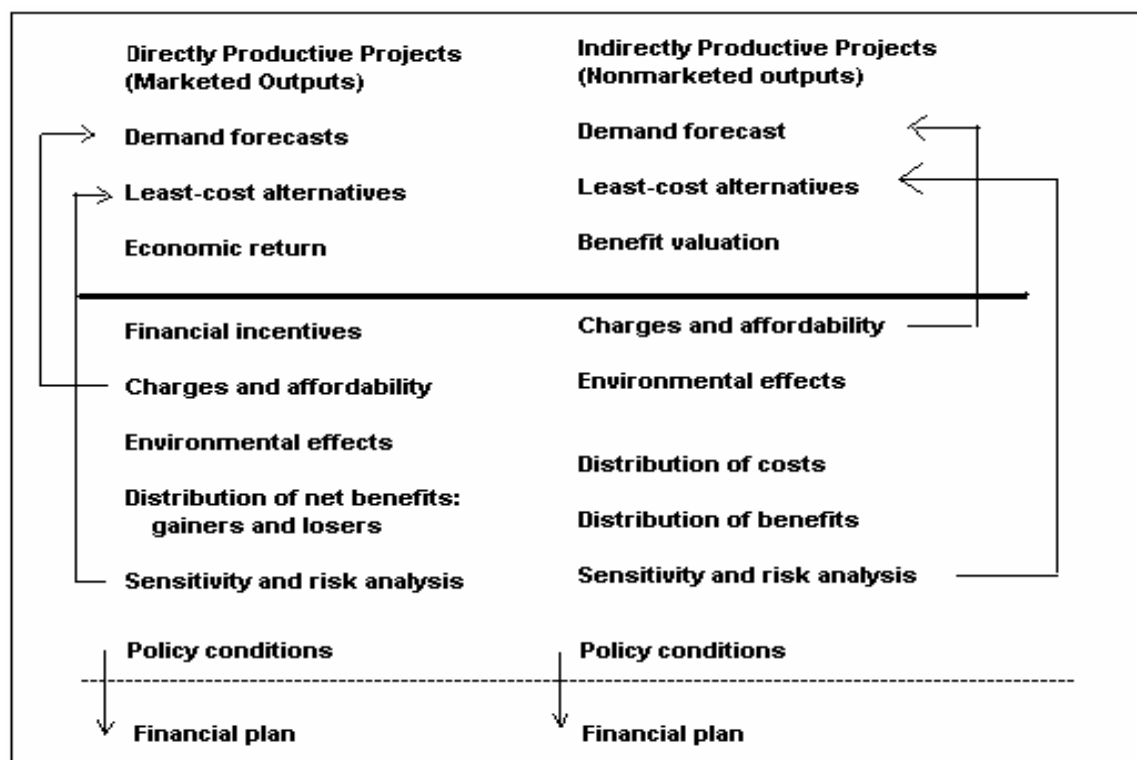 Directly Productive Projects
(Marketed Outputs)
Demand forecasts
Least-cost alternatives
Economic return
Financial incentives
Charges and affordability
Environmental effects
Distribution of net benefits:
gainers and losers
Sensitivity and risk analysis
Policy conditions
Financial plan
Indirectly Productive Projects
(Nonmarketed outputs)
Demand forecast
Least-cost alternatives
Benefit valuation
Charges and affordability
Environmental effects
Distribution of costs
Distribution of benefits
Sensitivity and risk analysis
Policy conditions
Financial plan